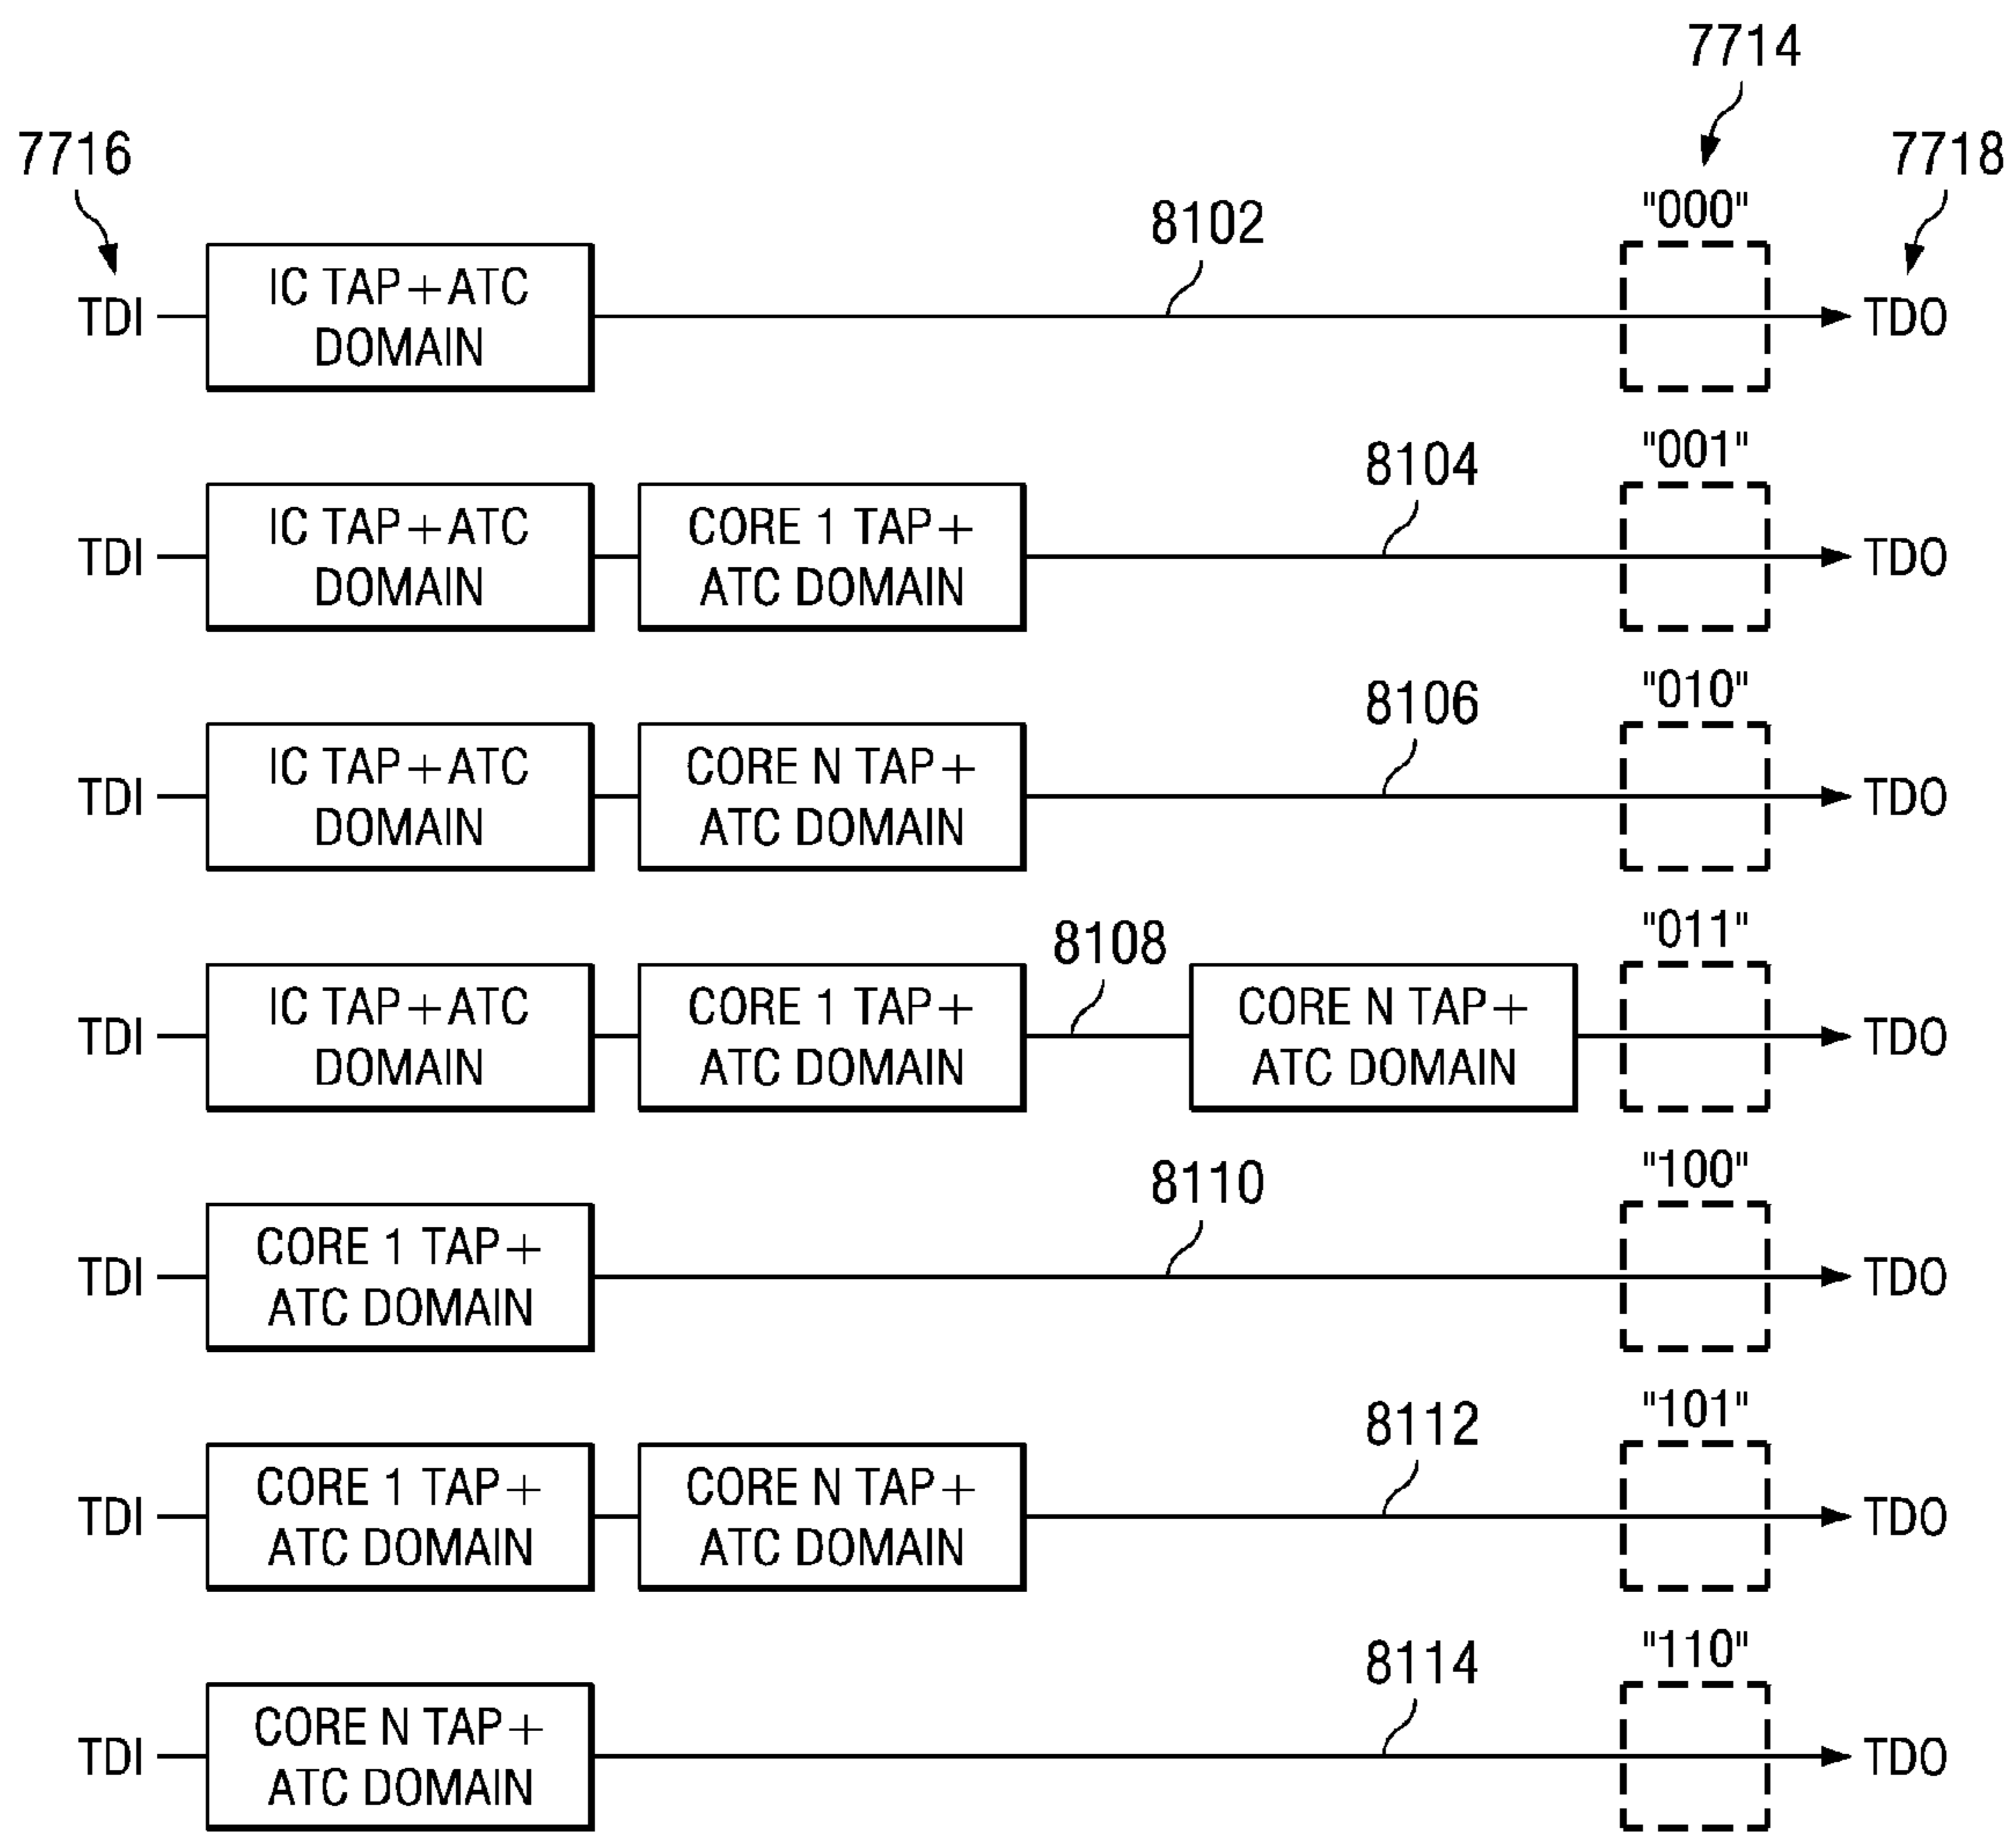 7714
7716
7718
8102
"000"
TDI
IC TAP+ATC
DOMAIN
TDO
8104
"001"
TDI
IC TAP+ATC
DOMAIN
CORE 1 TAP+
ATC DOMAIN
TDO
8106
"010"
TDI
IC TAP+ATC
DOMAIN
CORE N TAP+
ATC DOMAIN
TDO
8108
"011"
TDI
IC TAP+ATC
DOMAIN
CORE 1 TAP+
ATC DOMAIN
CORE N TAP+
ATC DOMAIN
TDO
8110
"100"
TDI
CORE 1 TAP+
ATC DOMAIN
TDO
8112
"101"
TDI
CORE 1 TAP+
ATC DOMAIN
CORE N TAP+
ATC DOMAIN
TDO
8114
"110"
TDI
CORE N TAP+
ATC DOMAIN
TDO